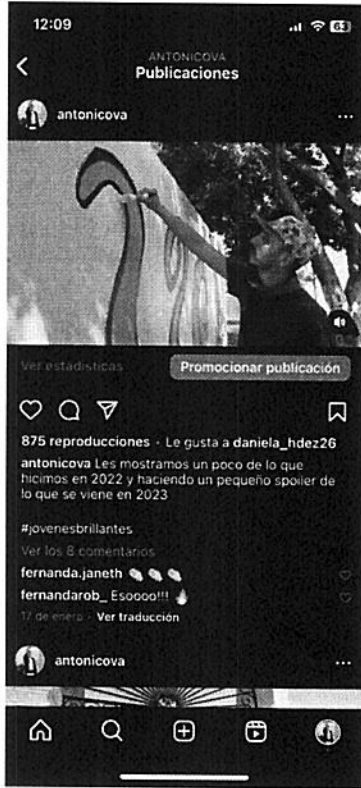 12:09
63
ANTONICOVA
Publicaciones
antonicova
Ver estadísticas
Promocionar publicación
875 reproducciones · Le gusta a daniela_hdez26
antonicova Les mostramos un poco de lo que
hicimos en 2022 y haciendo un pequeño spoiler de
lo que se viene en 2023
#jovenesbrillantes
Ver los 8 comentarios
fernanda.janeth
fernandarob_ Esoooo!!!
17 de enero · Ver traducción
antonicova